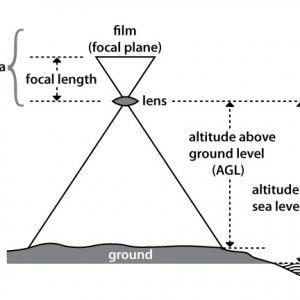 film
(focal plane)
a
focal length
lens
altitude above
ground level
(AGL)
altitude
sea leve
ground